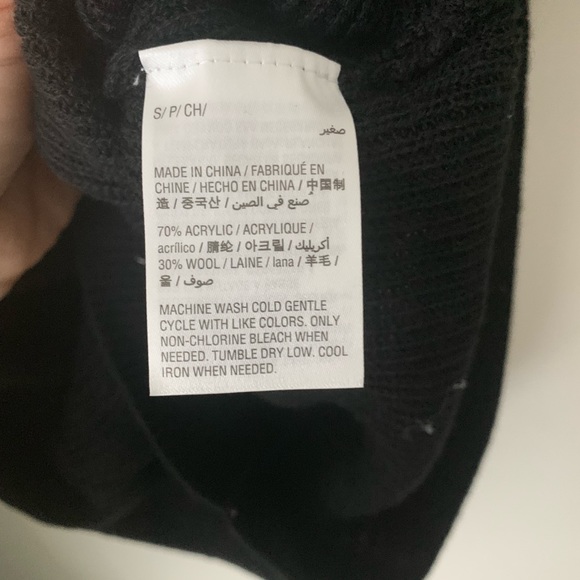 S/ P/ CH/
صغير
MADE IN CHINA / FABRIQUÉ EN
CHINE / HECHO EN CHINA / 中国制
造 / 중국산 / صنع في الصين
70% ACRYLIC / ACRYLIQUE /
acrílico / 腈纶 / 아크릴 / أكريليك /
30% WOOL / LAINE / lana / 羊毛 /
울 / صوف
MACHINE WASH COLD GENTLE
CYCLE WITH LIKE COLORS. ONLY
NON-CHLORINE BLEACH WHEN
NEEDED. TUMBLE DRY LOW. COOL
IRON WHEN NEEDED.